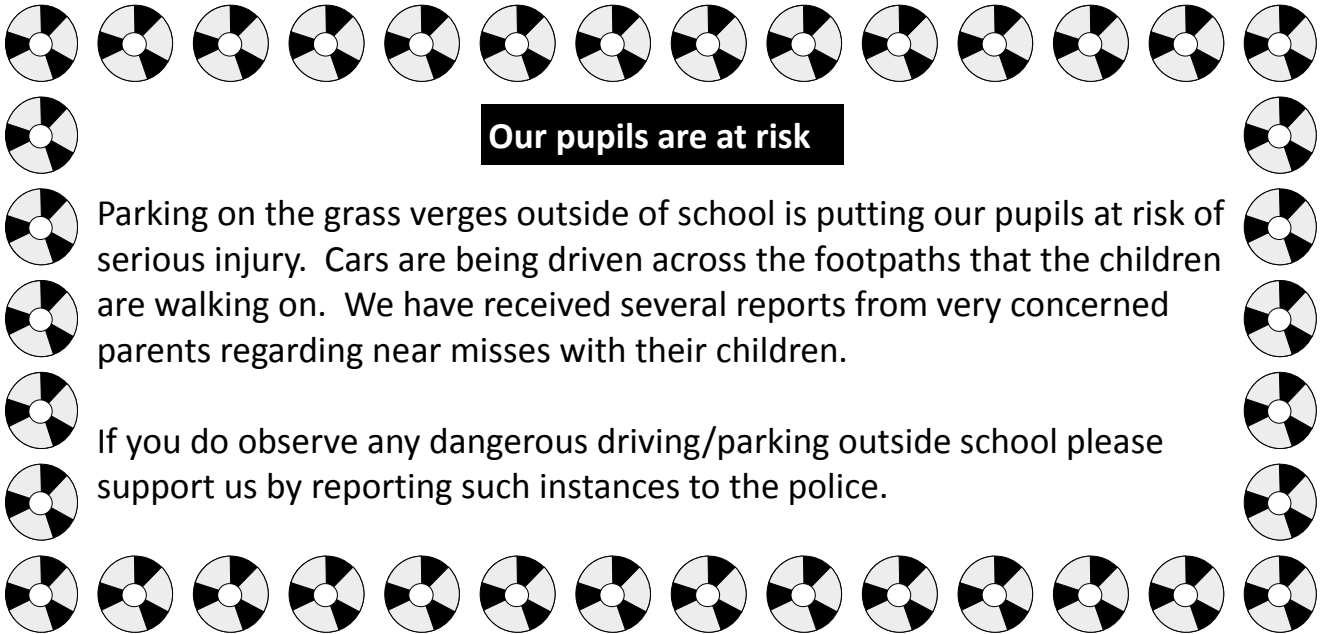 Our pupils are at risk
Parking on the grass verges outside of school is putting our pupils at risk of
serious injury.  Cars are being driven across the footpaths that the children
are walking on.  We have received several reports from very concerned
parents regarding near misses with their children.
If you do observe any dangerous driving/parking outside school please
support us by reporting such instances to the police.